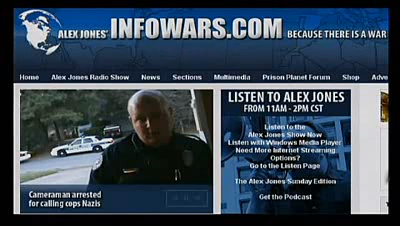 ALEX JONES' INFOWARS.COM BECAUSE THERE IS A WAR
Home Alex Jones Radio Show News Sections Multimedia Prison Planet Forum Shop Adve
LISTEN TO ALEX JONES
FROM 11AM - 2PM CST
Listen to the
Alex Jones Show Now
Listen with Windows Media Player
Need More Internet Streaming
Options?
Go to the Listen Page
The Alex Jones Sunday Edition
Get the Podcast
Cameraman arrested
for calling cops Nazis